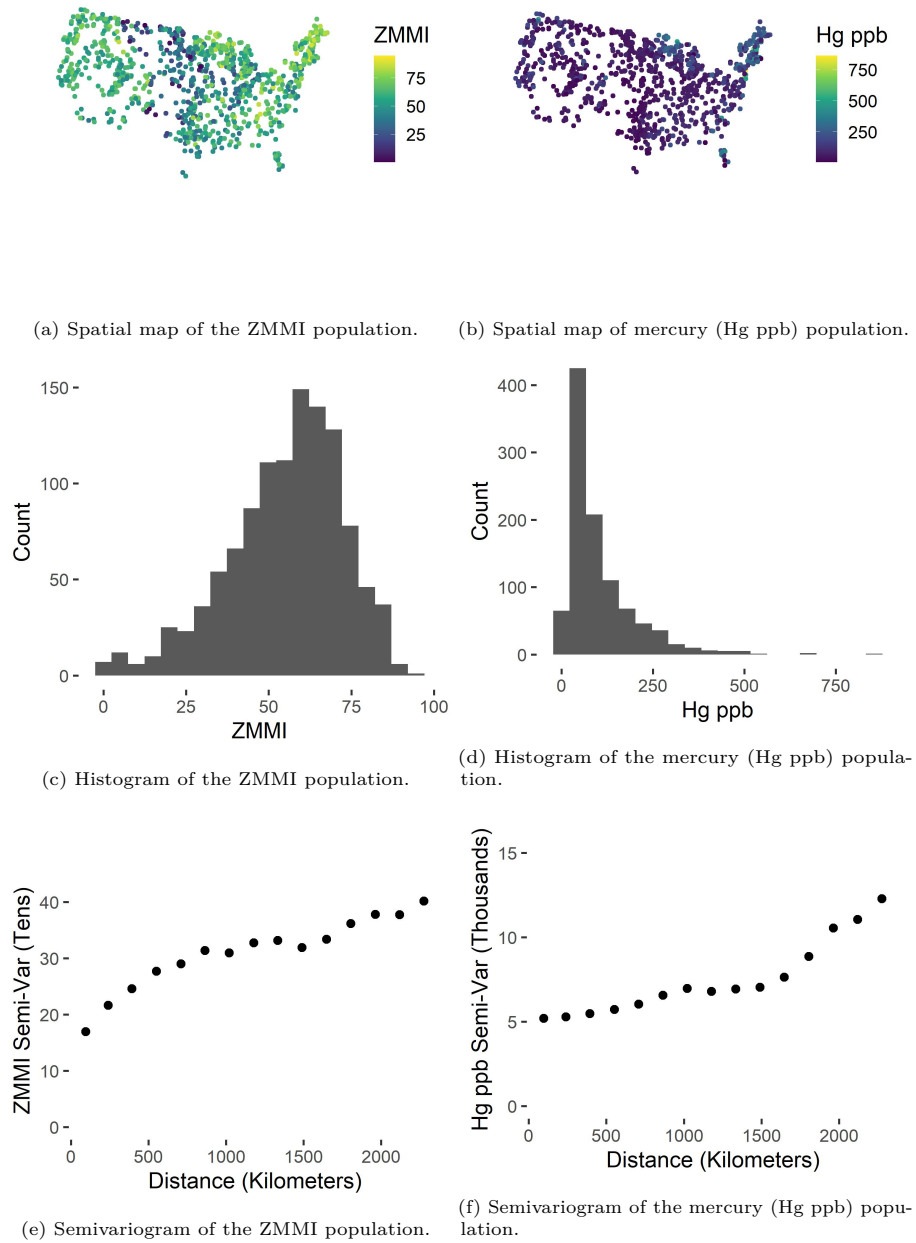 ZMMI
75
50
25
Hg ppb
750
500
250
(a) Spatial map of the ZMMI population.
(b) Spatial map of mercury (Hg ppb) population.
150
100
50
0
Count
0 25 50 75 100
ZMMI
(c) Histogram of the ZMMI population.
400
300
200
100
0
Count
0 250 500 750
Hg ppb
(d) Histogram of the mercury (Hg ppb) popula-
tion.
40
30
20
10
0
ZMMI Semi-Var (Tens)
0 500 1000 1500 2000
Distance (Kilometers)
(e) Semivariogram of the ZMMI population.
15
10
5
0
Hg ppb Semi-Var (Thousands)
0 500 1000 1500 2000
Distance (Kilometers)
(f) Semivariogram of the mercury (Hg ppb) popu-
lation.